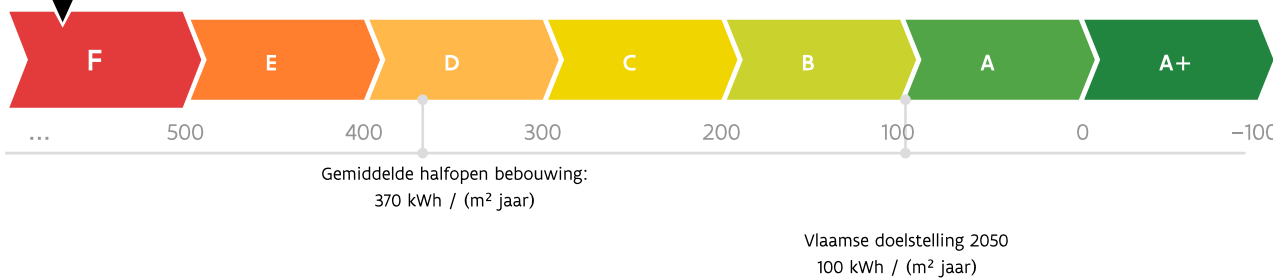 F E D C B A A+
... 500 400 300 200 100 0 −100
Gemiddelde halfopen bebouwing:
370 kWh / (m² jaar)
Vlaamse doelstelling 2050
100 kWh / (m² jaar)